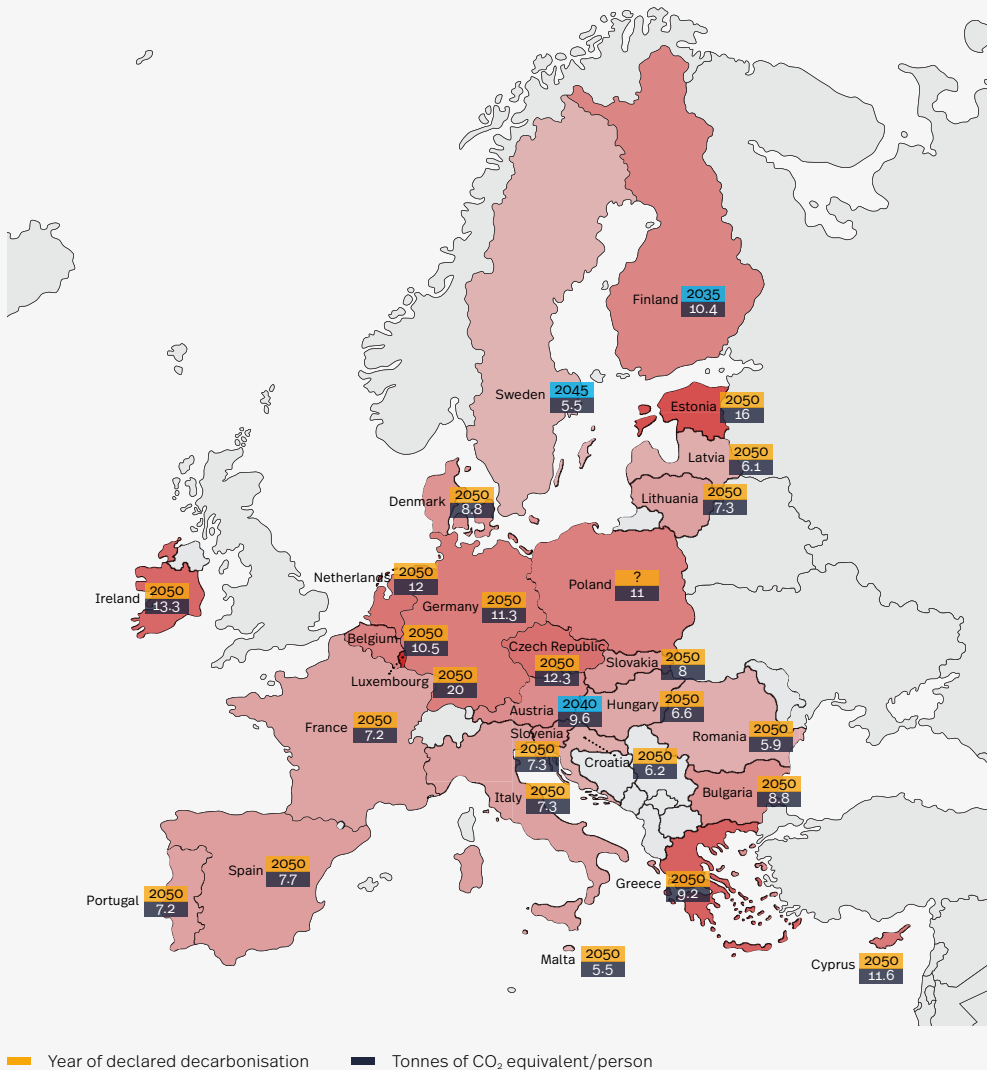 Finland 2035
10.4
Sweden 2045
5.5
Estonia 2050
16
Latvia 2050
6.1
Lithuania 2050
7.3
Denmark 2050
8.8
Netherlands 2050
12
Poland ?
11
Ireland 2050
13.3
Germany 2050
11.3
Belgium 2050
10.5
Czech Republic
2050
12.3
Slovakia 2050
8
Luxembourg 2050
20
Austria 2040
9.6
Hungary 2050
6.6
France 2050
7.2
Slovenia
2050
7.3
Romania 2050
5.9
Croatia 2050
6.2
Italy 2050
7.3
Bulgaria 2050
8.8
Spain 2050
7.7
Greece 2050
9.2
Portugal 2050
7.2
Malta 2050
5.5
Cyprus 2050
11.6
Year of declared decarbonisation Tonnes of CO₂ equivalent/person